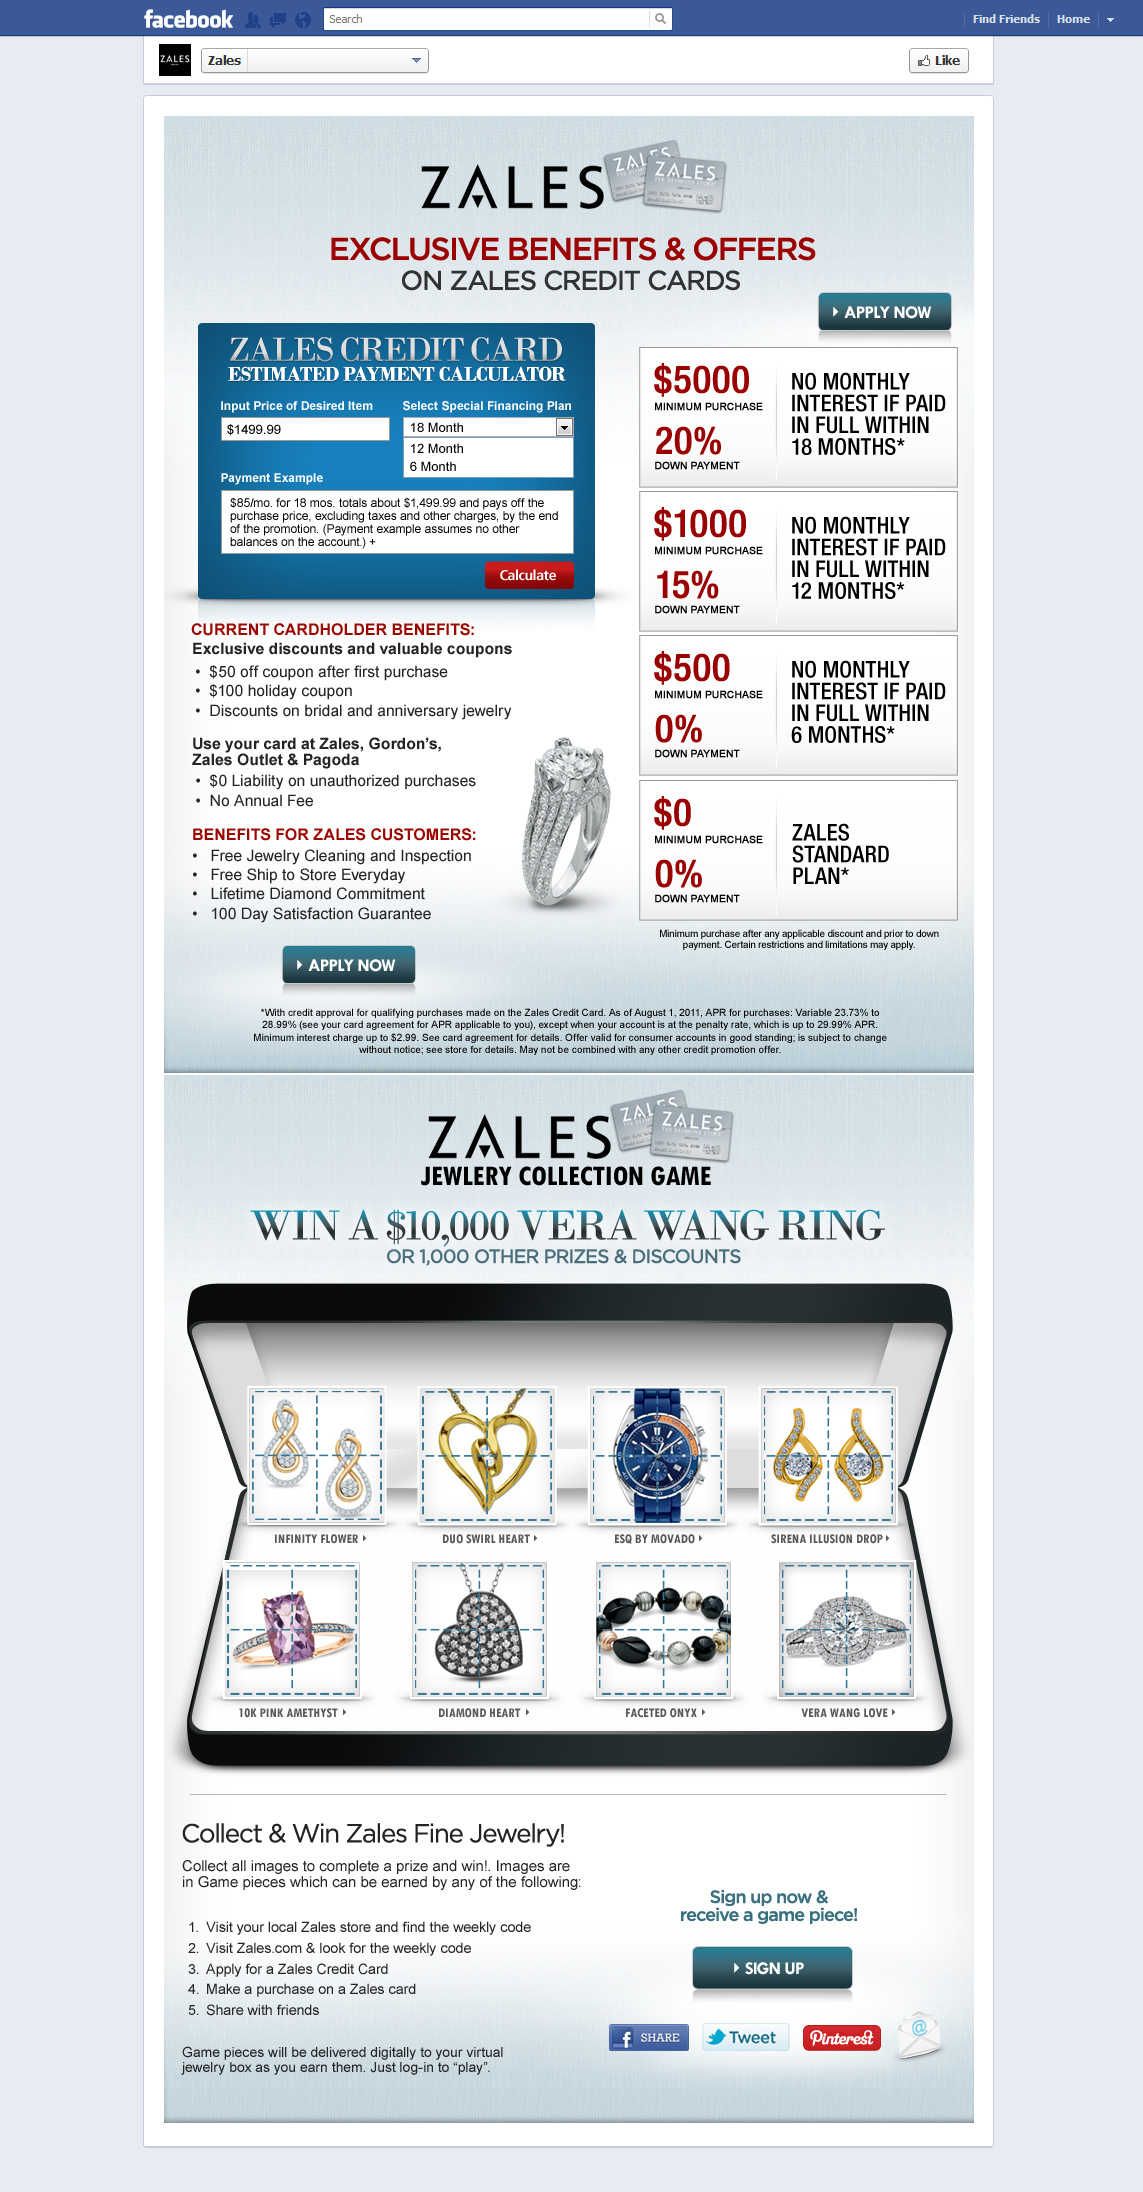 facebook
Search
Find Friends
Home
ZALES
Zales
Like
ZALES
ZALES
ZALES
THE DIAMOND STORE
EXCLUSIVE BENEFITS & OFFERS
ON ZALES CREDIT CARDS
APPLY NOW
ZALES CREDIT CARD
ESTIMATED PAYMENT CALCULATOR
Input Price of Desired Item
Select Special Financing Plan
$1499.99
18 Month
12 Month
6 Month
Payment Example
$85/mo. for 18 mos. totals about $1,499.99 and pays off the
purchase price, excluding taxes and other charges, by the end
of the promotion. (Payment example assumes no other
balances on the account.) +
Calculate
$5000
MINIMUM PURCHASE
20%
DOWN PAYMENT
NO MONTHLY
INTEREST IF PAID
IN FULL WITHIN
18 MONTHS*
$1000
MINIMUM PURCHASE
15%
DOWN PAYMENT
NO MONTHLY
INTEREST IF PAID
IN FULL WITHIN
12 MONTHS*
$500
MINIMUM PURCHASE
0%
DOWN PAYMENT
NO MONTHLY
INTEREST IF PAID
IN FULL WITHIN
6 MONTHS*
$0
MINIMUM PURCHASE
0%
DOWN PAYMENT
ZALES
STANDARD
PLAN*
Minimum purchase after any applicable discount and prior to down
payment. Certain restrictions and limitations may apply.
CURRENT CARDHOLDER BENEFITS:
Exclusive discounts and valuable coupons
• $50 off coupon after first purchase
• $100 holiday coupon
• Discounts on bridal and anniversary jewelry
Use your card at Zales, Gordon's,
Zales Outlet & Pagoda
• $0 Liability on unauthorized purchases
• No Annual Fee
BENEFITS FOR ZALES CUSTOMERS:
• Free Jewelry Cleaning and Inspection
• Free Ship to Store Everyday
• Lifetime Diamond Commitment
• 100 Day Satisfaction Guarantee
APPLY NOW
*With credit approval for qualifying purchases made on the Zales Credit Card. As of August 1, 2011, APR for purchases: Variable 23.73% to
28.99% (see your card agreement for APR applicable to you), except when your account is at the penalty rate, which is up to 29.99% APR.
Minimum interest charge up to $2.99. See card agreement for details. Offer valid for consumer accounts in good standing; is subject to change
without notice; see store for details. May not be combined with any other credit promotion offer.
ZALES
ZALES
ZALES
THE DIAMOND STORE
JEWLERY COLLECTION GAME
WIN A $10,000 VERA WANG RING
OR 1,000 OTHER PRIZES & DISCOUNTS
ESQ
INFINITY FLOWER
DUO SWIRL HEART
ESQ BY MOVADO
SIRENA ILLUSION DROP
10K PINK AMETHYST
DIAMOND HEART
FACETED ONYX
VERA WANG LOVE
Collect & Win Zales Fine Jewelry!
Collect all images to complete a prize and win!. Images are
in Game pieces which can be earned by any of the following:
1. Visit your local Zales store and find the weekly code
2. Visit Zales.com & look for the weekly code
3. Apply for a Zales Credit Card
4. Make a purchase on a Zales card
5. Share with friends
Game pieces will be delivered digitally to your virtual
jewelry box as you earn them. Just log-in to “play”.
Sign up now &
receive a game piece!
SIGN UP
f SHARE
Tweet
Pinterest
@